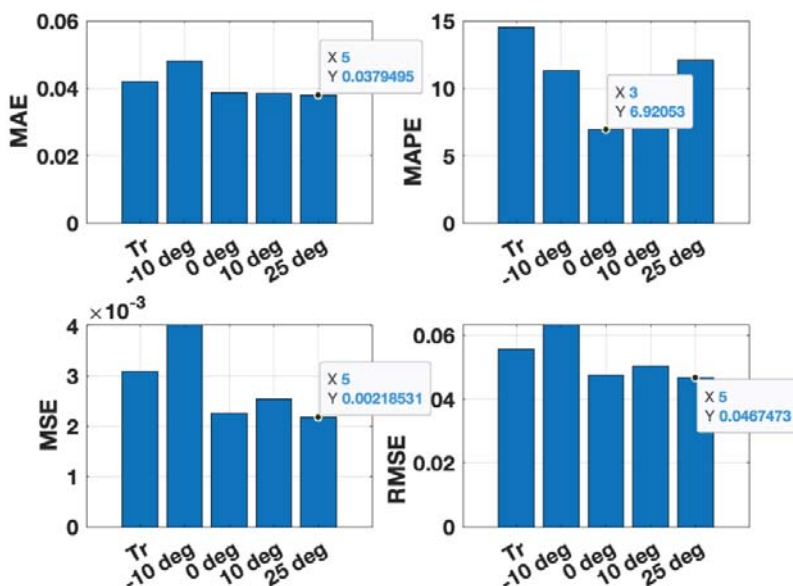 0.06
0.04
0.02
0
MAE
X 5
Y 0.0379495
Tr
-10 deg
0 deg
10 deg
25 deg
15
10
5
0
MAPE
X 3
Y 6.92053
Tr
-10 deg
0 deg
10 deg
25 deg
×10⁻³
4
3
2
1
0
MSE
X 5
Y 0.00218531
Tr
-10 deg
0 deg
10 deg
25 deg
0.06
0.04
0.02
0
RMSE
X 5
Y 0.0467473
Tr
-10 deg
0 deg
10 deg
25 deg